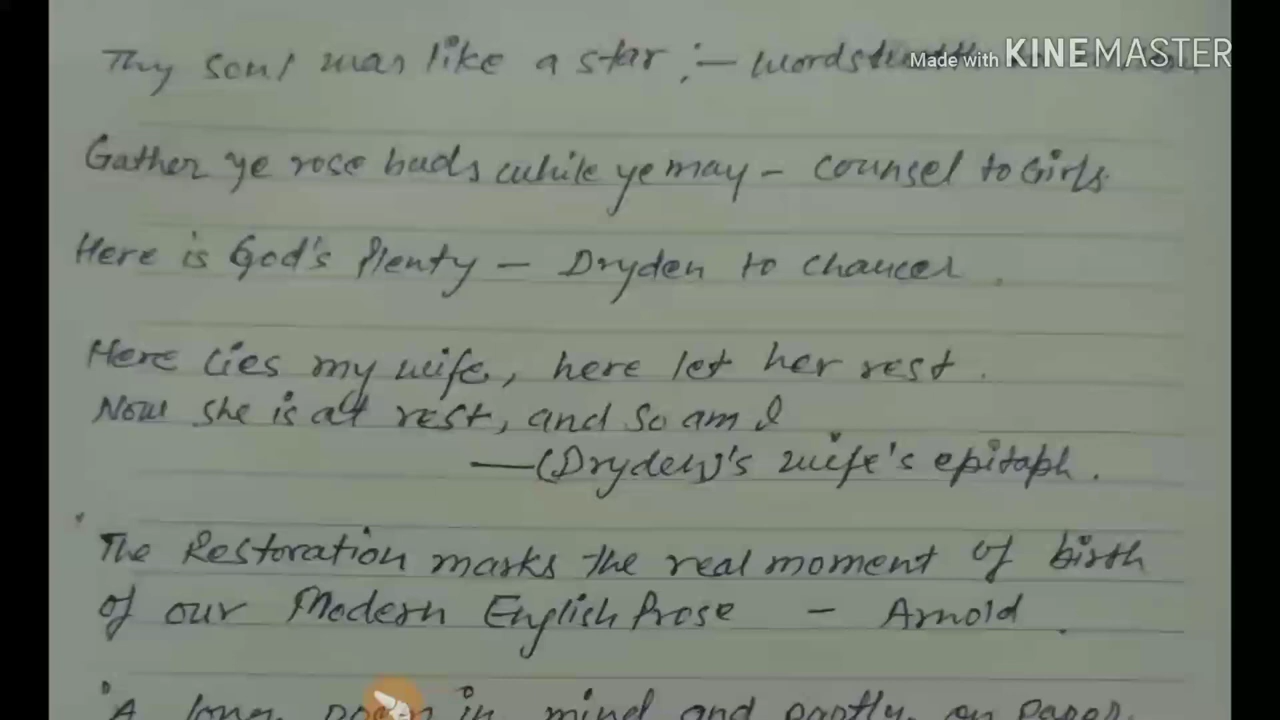 Thy soul was like a star :- Wordsworth
Made with KINEMASTER
Gather ye rose buds while ye may - Counsel to Girls
Here is God's Plenty - Dryden to Chaucer.
Here lies my wife, here let her rest.
Now she is at rest, and so am I
—(Dryden)'s wife's epitaph.
The Restoration marks the real moment of birth
of our Modern English Prose - Arnold.
A long poem in mind and partly on paper